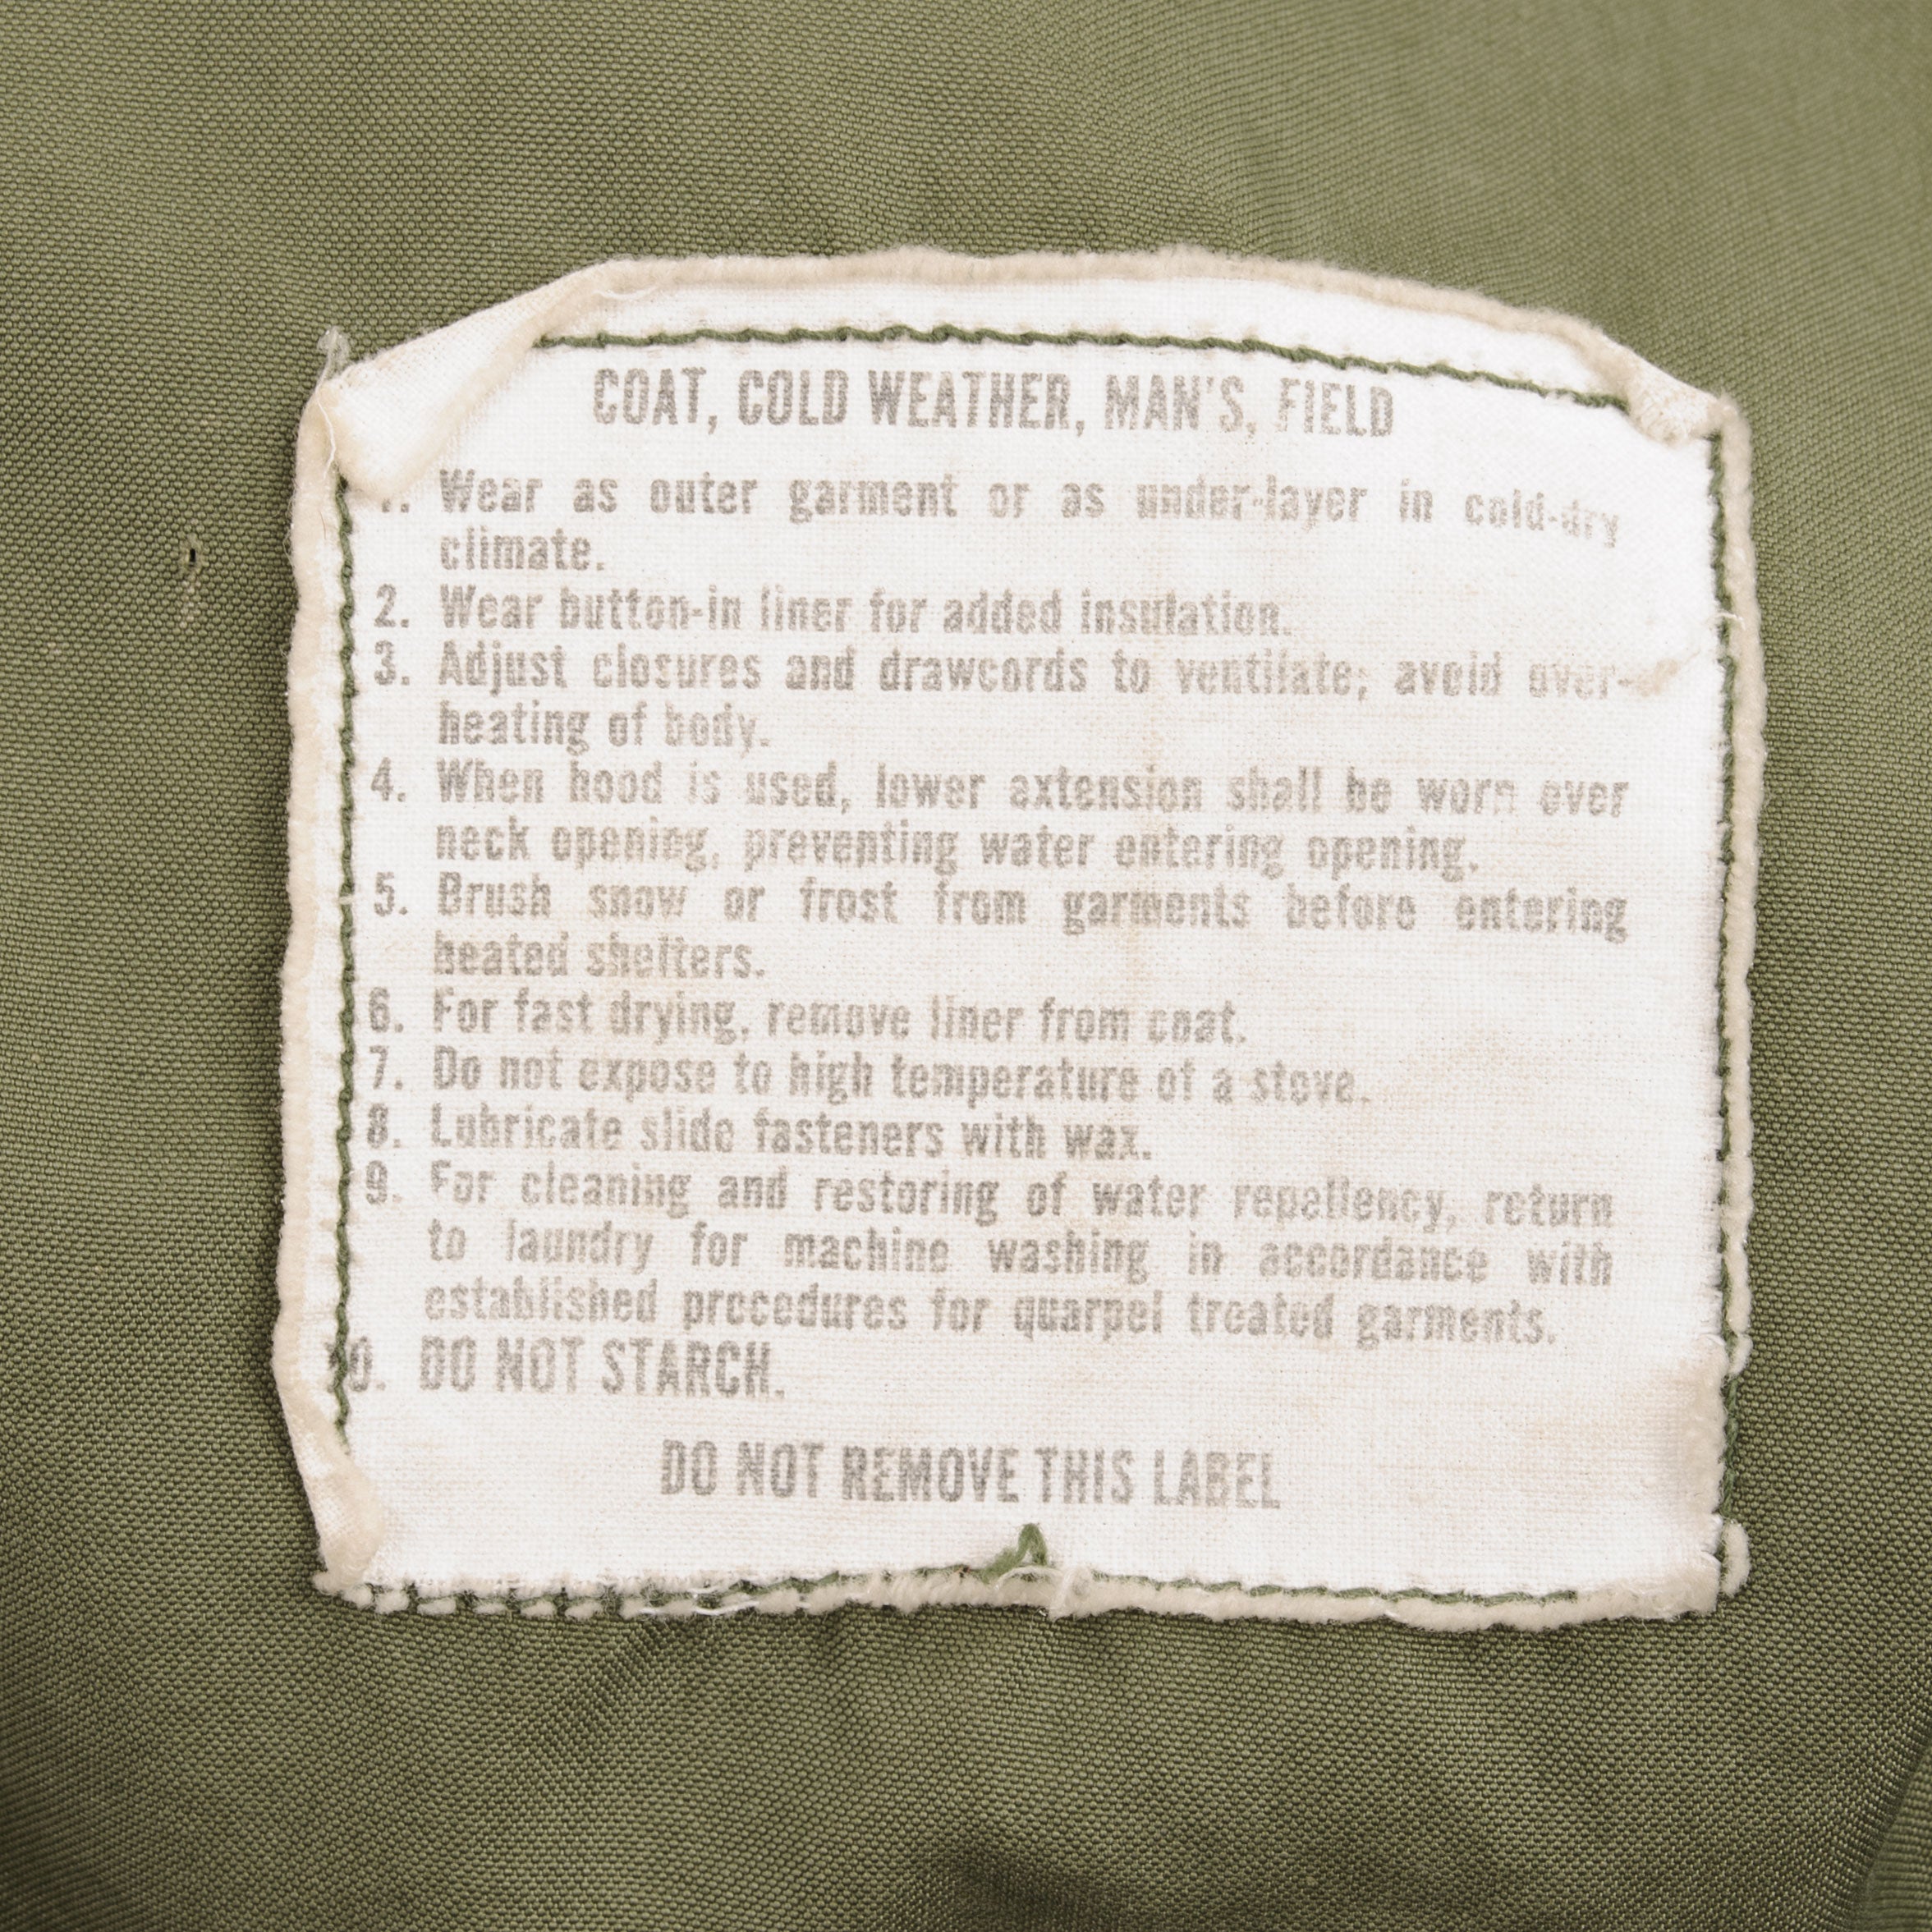 COAT, COLD WEATHER, MAN'S, FIELD
1. Wear as outer garment or as under-layer in cold-dry
climate.
2. Wear button-in liner for added insulation.
3. Adjust closures and drawcords to ventilate; avoid over-
heating of body.
4. When hood is used, lower extension shall be worn over
neck opening, preventing water entering opening.
5. Brush snow or frost from garments before entering
heated shelters.
6. For fast drying, remove liner from coat.
7. Do not expose to high temperature of a stove.
8. Lubricate slide fasteners with wax.
9. For cleaning and restoring of water repellency, return
to laundry for machine washing in accordance with
established procedures for quarpel treated garments.
10. DO NOT STARCH.
DO NOT REMOVE THIS LABEL